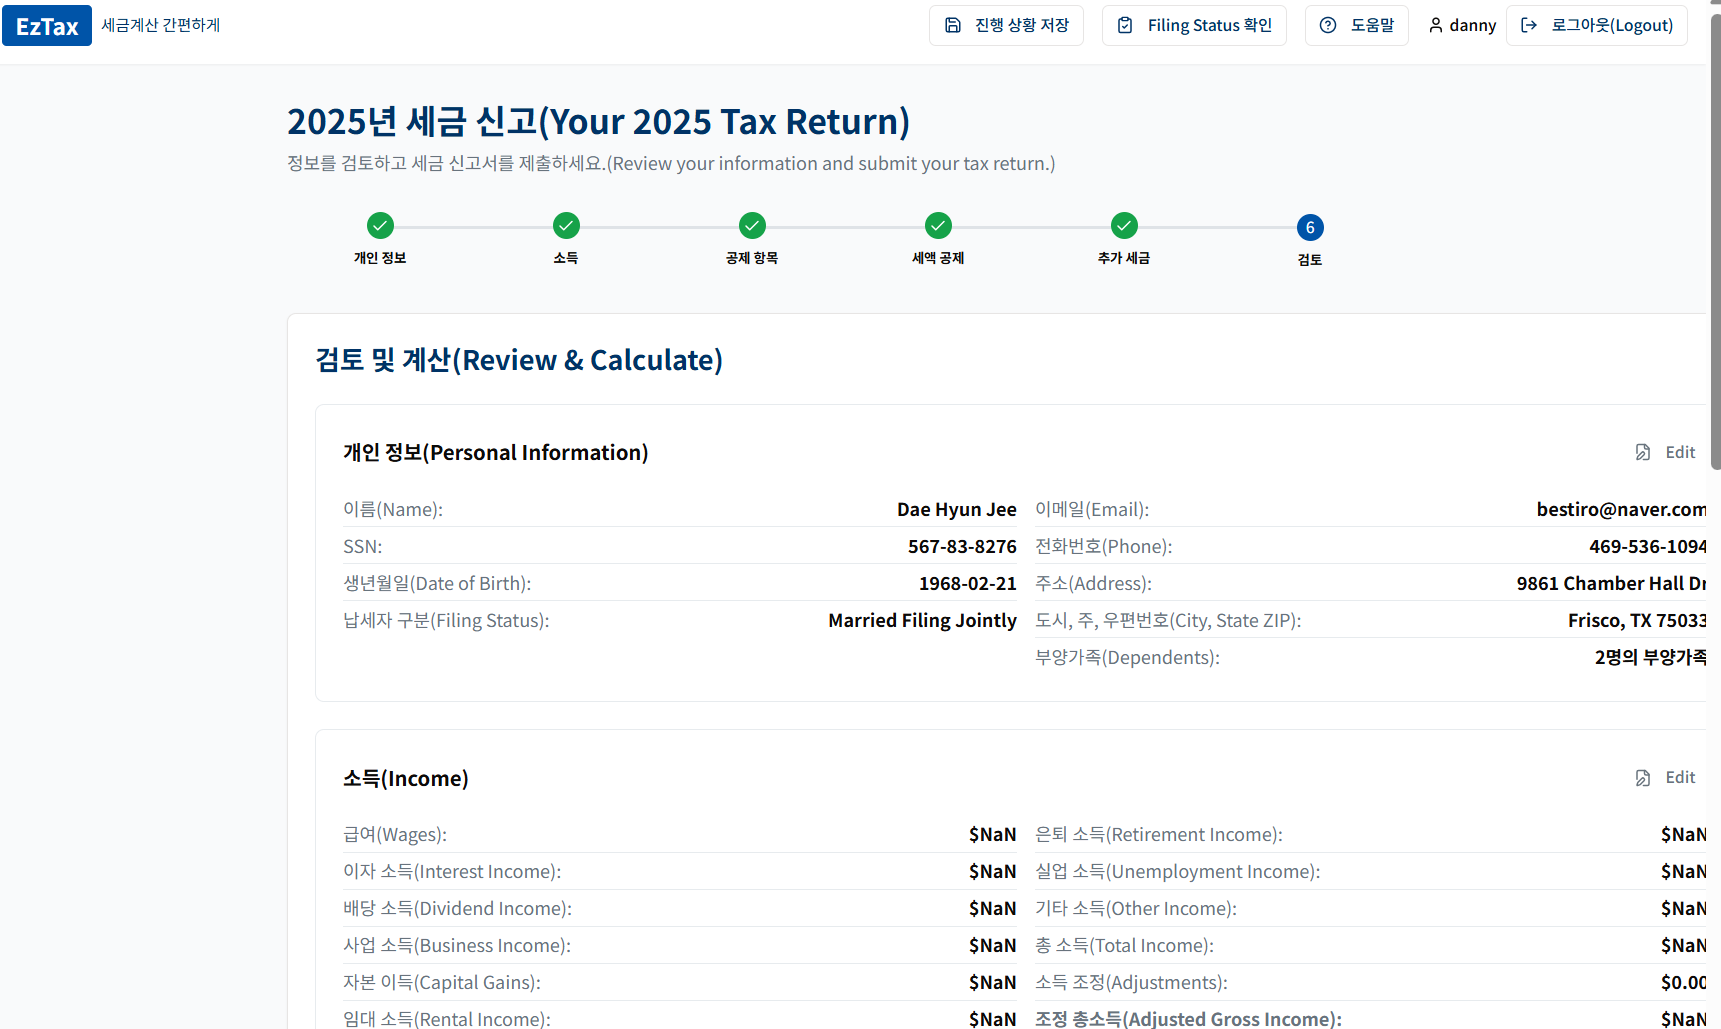 EzTax 세금계산 간편하게 진행 상황 저장 Filing Status 확인 도움말 danny 로그아웃(Logout)
2025년 세금 신고(Your 2025 Tax Return)
정보를 검토하고 세금 신고서를 제출하세요.(Review your information and submit your tax return.)
6
개인 정보 소득 공제 항목 세액 공제 추가 세금 검토
검토 및 계산(Review & Calculate)
개인 정보(Personal Information) Edit
이름(Name): Dae Hyun Jee 이메일(Email): bestiro@naver.com
SSN: 567-83-8276 전화번호(Phone): 469-536-1094
생년월일(Date of Birth): 1968-02-21 주소(Address): 9861 Chamber Hall Dr
납세자 구분(Filing Status): Married Filing Jointly 도시, 주, 우편번호(City, State ZIP): Frisco, TX 75033
부양가족(Dependents): 2명의 부양가족
소득(Income) Edit
급여(Wages): $NaN 은퇴 소득(Retirement Income): $NaN
이자 소득(Interest Income): $NaN 실업 소득(Unemployment Income): $NaN
배당 소득(Dividend Income): $NaN 기타 소득(Other Income): $NaN
사업 소득(Business Income): $NaN 총 소득(Total Income): $NaN
자본 이득(Capital Gains): $NaN 소득 조정(Adjustments): $0.00
임대 소득(Rental Income): $NaN 조정 총소득(Adjusted Gross Income): $NaN